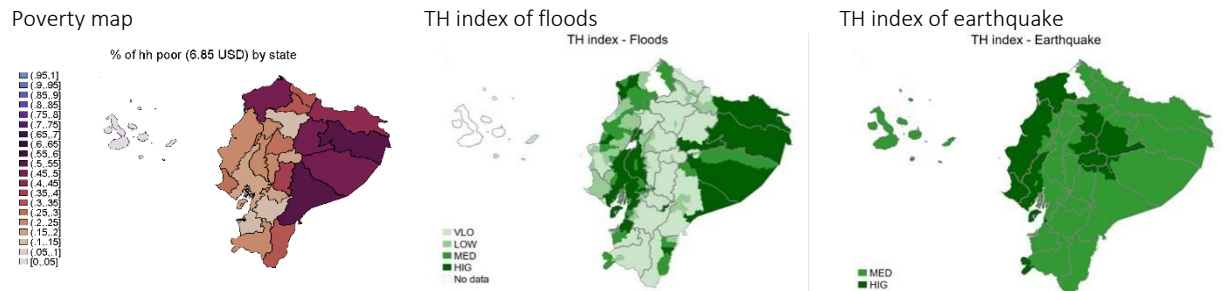 Poverty map
% of hh poor (6.85 USD) by state
(.95,1]
(.9,.95]
(.85,.9]
(.8,.85]
(.75,.8]
(.7,.75]
(.65,.7]
(.6,.65]
(.55,.6]
(.5,.55]
(.45,.5]
(.4,.45]
(.35,.4]
(.3,.35]
(.25,.3]
(.2,.25]
(.15,.2]
(.1,.15]
(.05,.1]
[0,.05]
TH index of floods
TH index - Floods
VLO
LOW
MED
HIG
No data
TH index of earthquake
TH index - Earthquake
MED
HIG